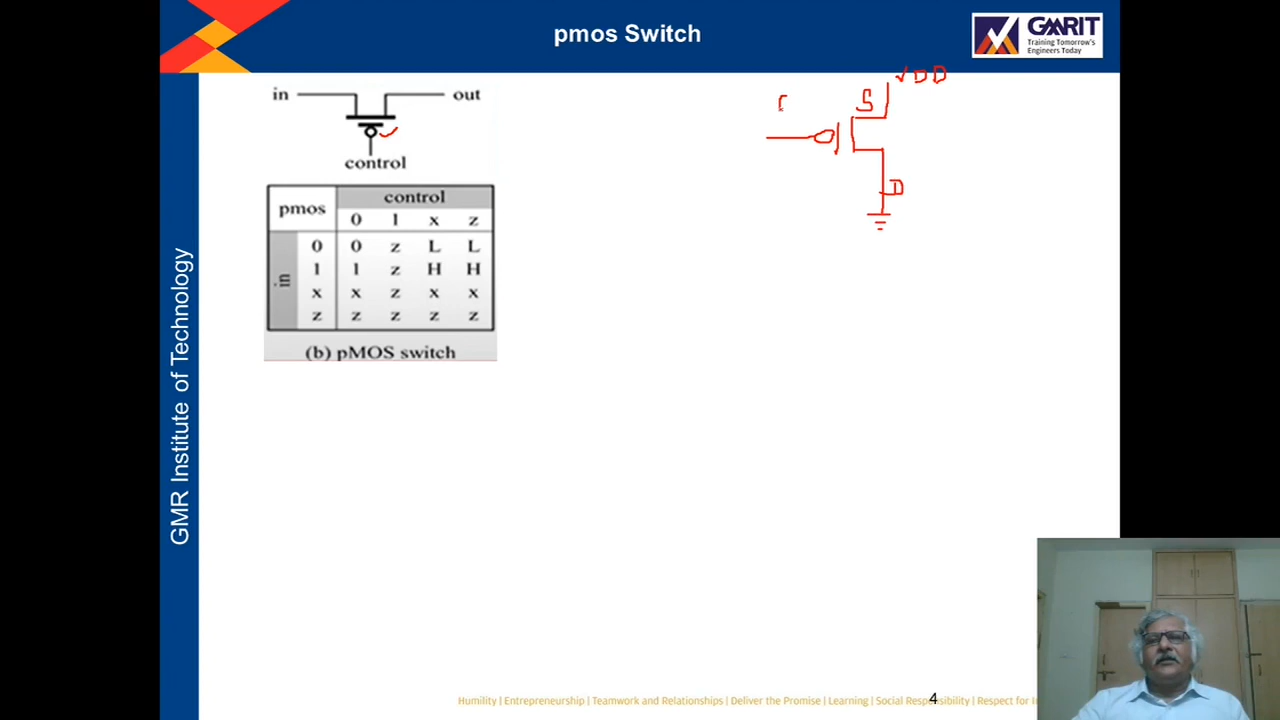 pmos Switch
GMRIT
Training Tomorrow's
Engineers Today
in out
control
VDD
S
D
pmos control
0 1 x z
in
0 0 z L L
1 1 z H H
x x z x x
z z z z z
(b) pMOS switch
GMR Institute of Technology
Humility | Entrepreneurship | Teamwork and Relationships | Deliver the Promise | Learning | Social Responsibility | Respect for
4